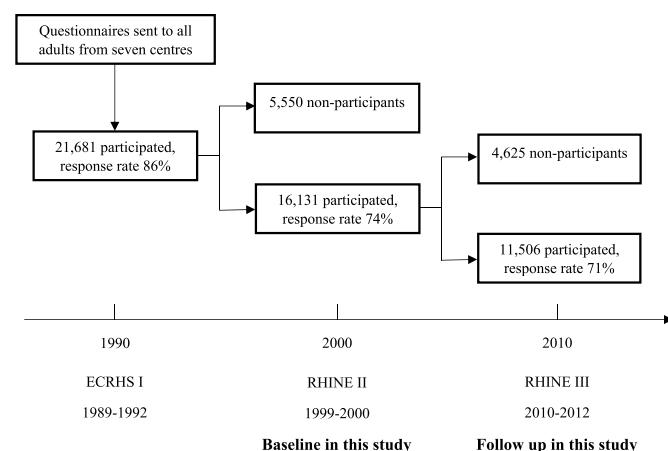 Questionnaires sent to all
adults from seven centres
5,550 non-participants
21,681 participated,
response rate 86%
4,625 non-participants
16,131 participated,
response rate 74%
11,506 participated,
response rate 71%
1990
2000
2010
ECRHS I
RHINE II
RHINE III
1989-1992
1999-2000
2010-2012
Baseline in this study
Follow up in this study